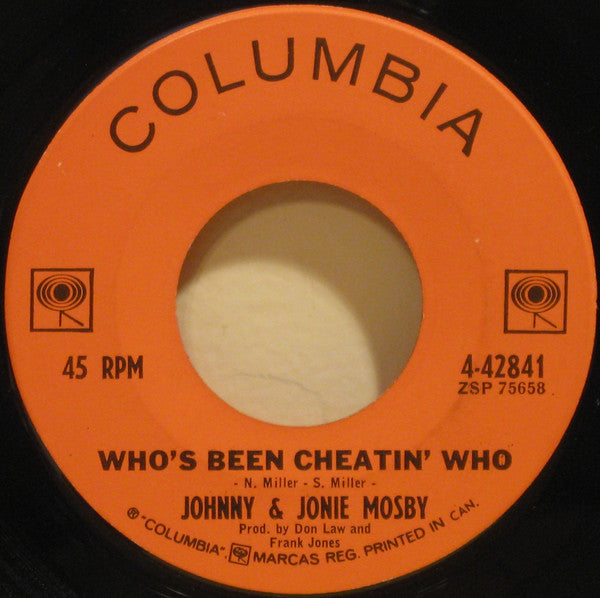 COLUMBIA
45 RPM
4-42841
ZSP 75658
WHO'S BEEN CHEATIN' WHO
- N. Miller - S. Miller -
JOHNNY & JONIE MOSBY
Prod. by Don Law and
Frank Jones
® "COLUMBIA", MARCAS REG. PRINTED IN CAN.